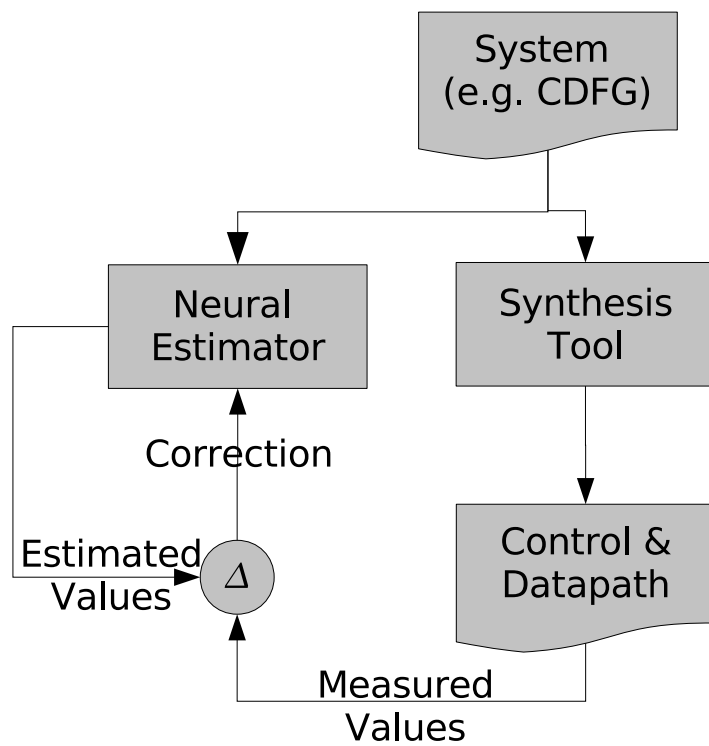 System
(e.g. CDFG)
Neural
Estimator
Synthesis
Tool
Correction
Estimated
Values
Δ
Control &
Datapath
Measured
Values